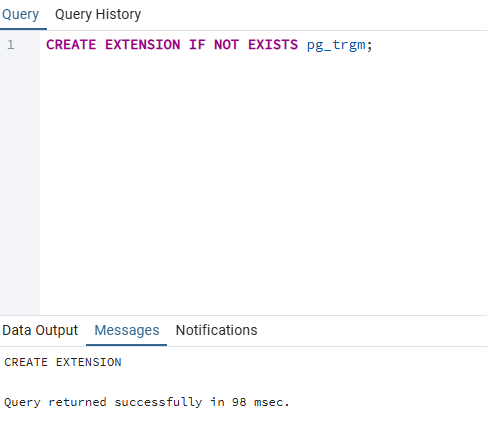 Query Query History
1 CREATE EXTENSION IF NOT EXISTS pg_trgm;
Data Output Messages Notifications
CREATE EXTENSION
Query returned successfully in 98 msec.